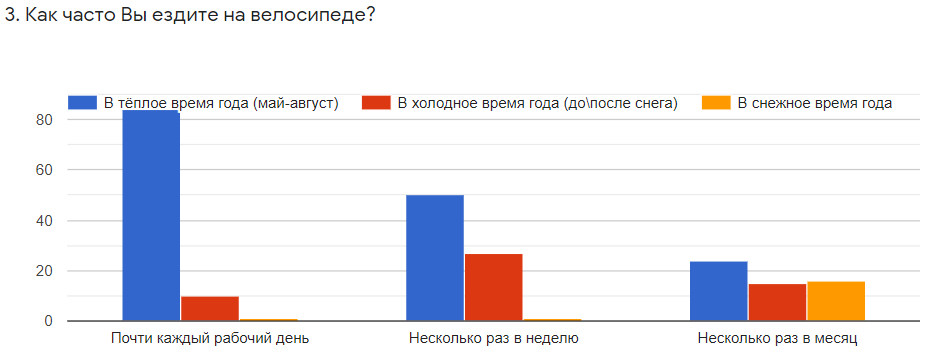 3. Как часто Вы ездите на велосипеде?
В тёплое время года (май-август) В холодное время года (до\после снега) В снежное время года
80
60
40
20
0
Почти каждый рабочий день Несколько раз в неделю Несколько раз в месяц